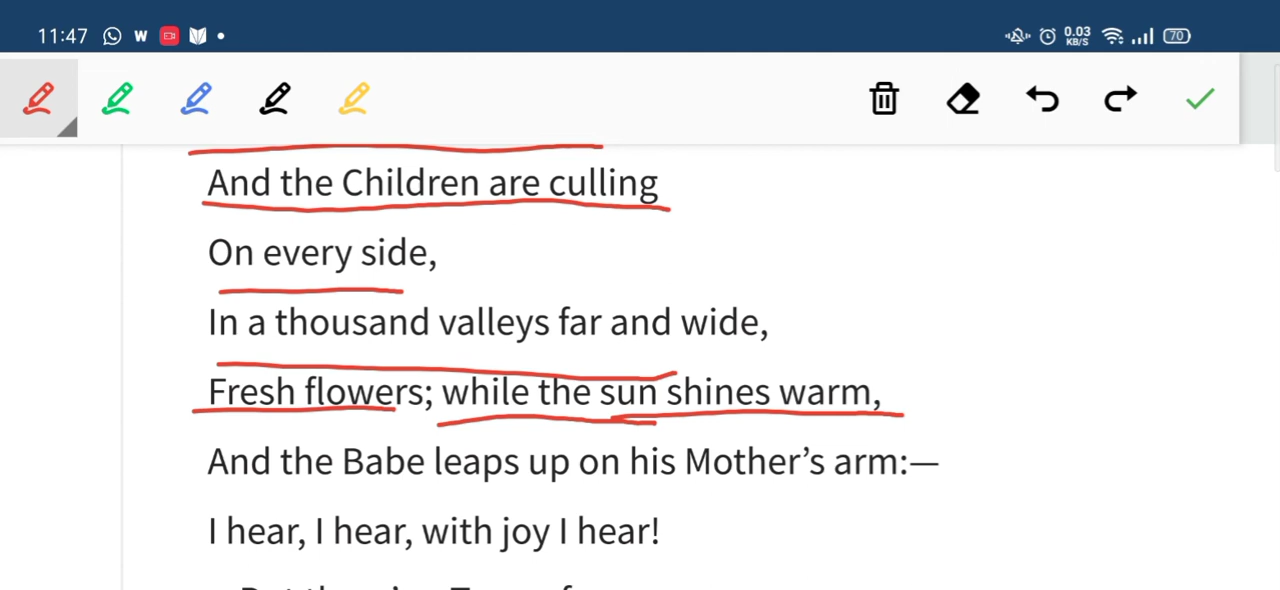 11:47 W 0.03 KB/S 70
And the Children are culling
On every side,
In a thousand valleys far and wide,
Fresh flowers; while the sun shines warm,
And the Babe leaps up on his Mother’s arm:—
I hear, I hear, with joy I hear!